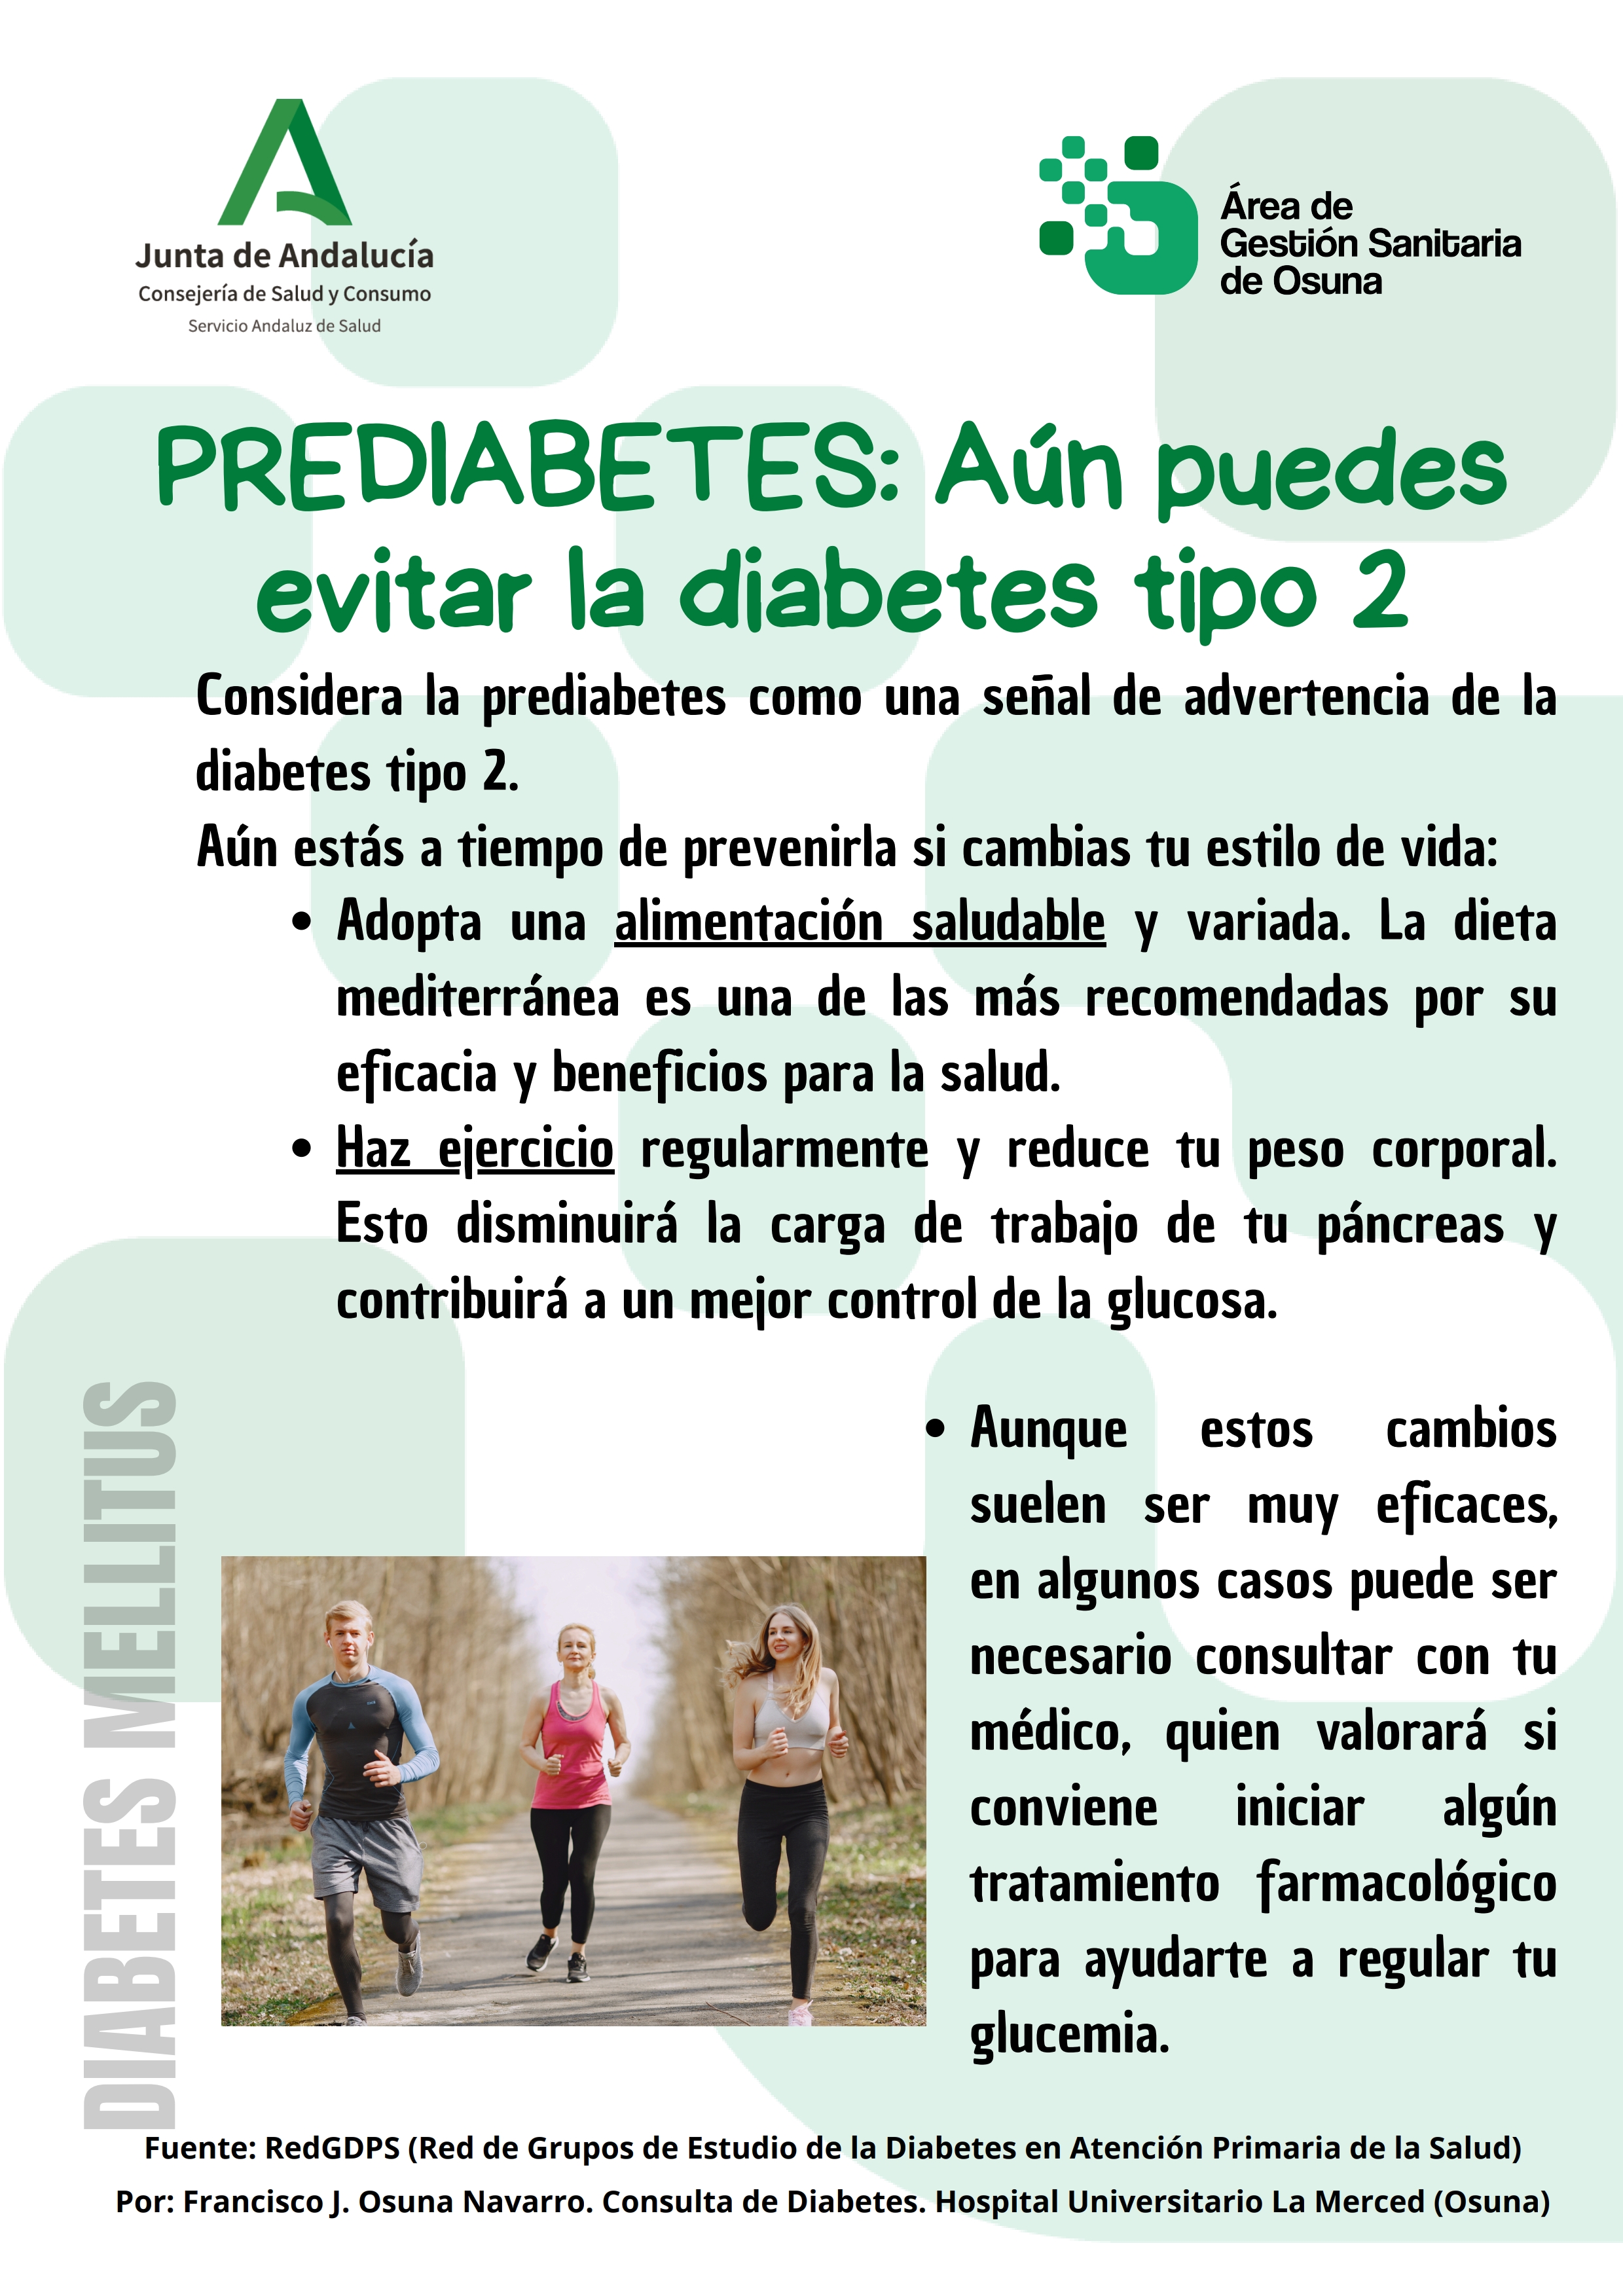 Junta de Andalucía
Consejería de Salud y Consumo
Servicio Andaluz de Salud
Área de
Gestión Sanitaria
de Osuna
PREDIABETES: Aún puedes
evitar la diabetes tipo 2
Considera la prediabetes como una señal de advertencia de la
diabetes tipo 2.
Aún estás a tiempo de prevenirla si cambias tu estilo de vida:
• Adopta una alimentación saludable y variada. La dieta
mediterránea es una de las más recomendadas por su
eficacia y beneficios para la salud.
• Haz ejercicio regularmente y reduce tu peso corporal.
Esto disminuirá la carga de trabajo de tu páncreas y
contribuirá a un mejor control de la glucosa.
• Aunque estos cambios
suelen ser muy eficaces,
en algunos casos puede ser
necesario consultar con tu
médico, quien valorará si
conviene iniciar algún
tratamiento farmacológico
para ayudarte a regular tu
glucemia.
DIABETES MELLITUS
Fuente: RedGDPS (Red de Grupos de Estudio de la Diabetes en Atención Primaria de la Salud)
Por: Francisco J. Osuna Navarro. Consulta de Diabetes. Hospital Universitario La Merced (Osuna)